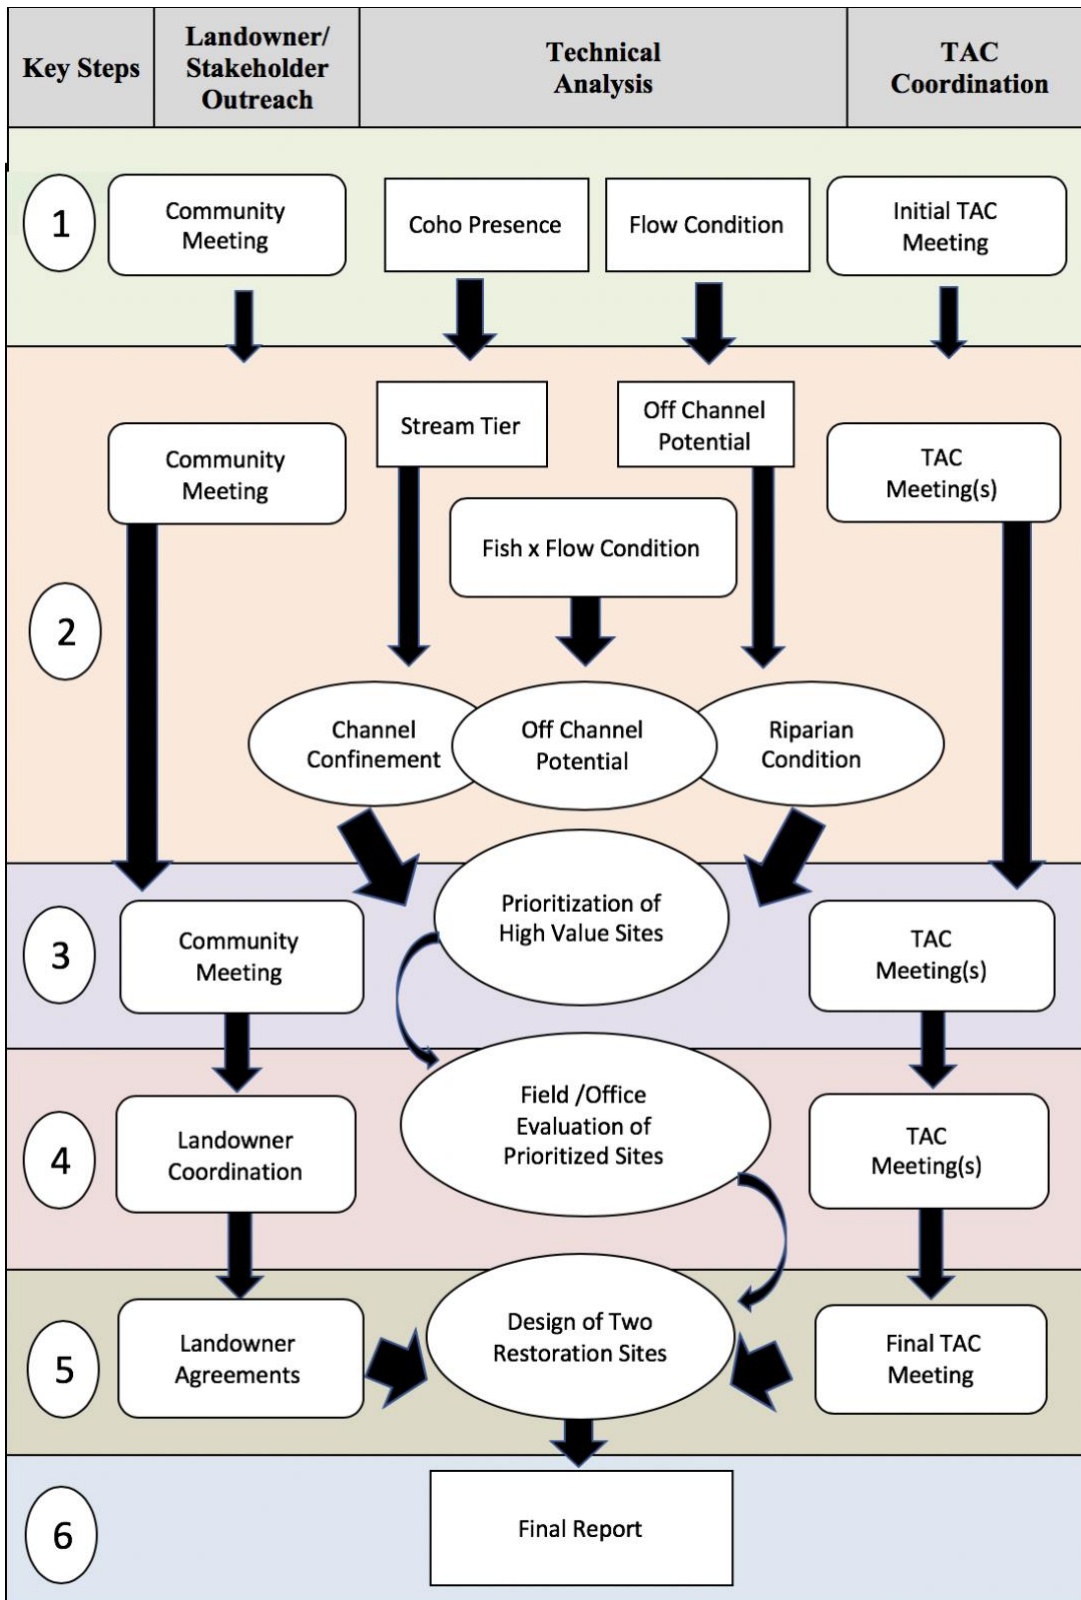 Key Steps
Landowner/
Stakeholder
Outreach
Technical
Analysis
TAC
Coordination
1
Community
Meeting
Coho Presence
Flow Condition
Initial TAC
Meeting
Stream Tier
Off Channel
Potential
Community
Meeting
TAC
Meeting(s)
Fish x Flow Condition
2
Channel
Confinement
Off Channel
Potential
Riparian
Condition
3
Community
Meeting
Prioritization of
High Value Sites
TAC
Meeting(s)
4
Landowner
Coordination
Field /Office
Evaluation of
Prioritized Sites
TAC
Meeting(s)
5
Landowner
Agreements
Design of Two
Restoration Sites
Final TAC
Meeting
6
Final Report